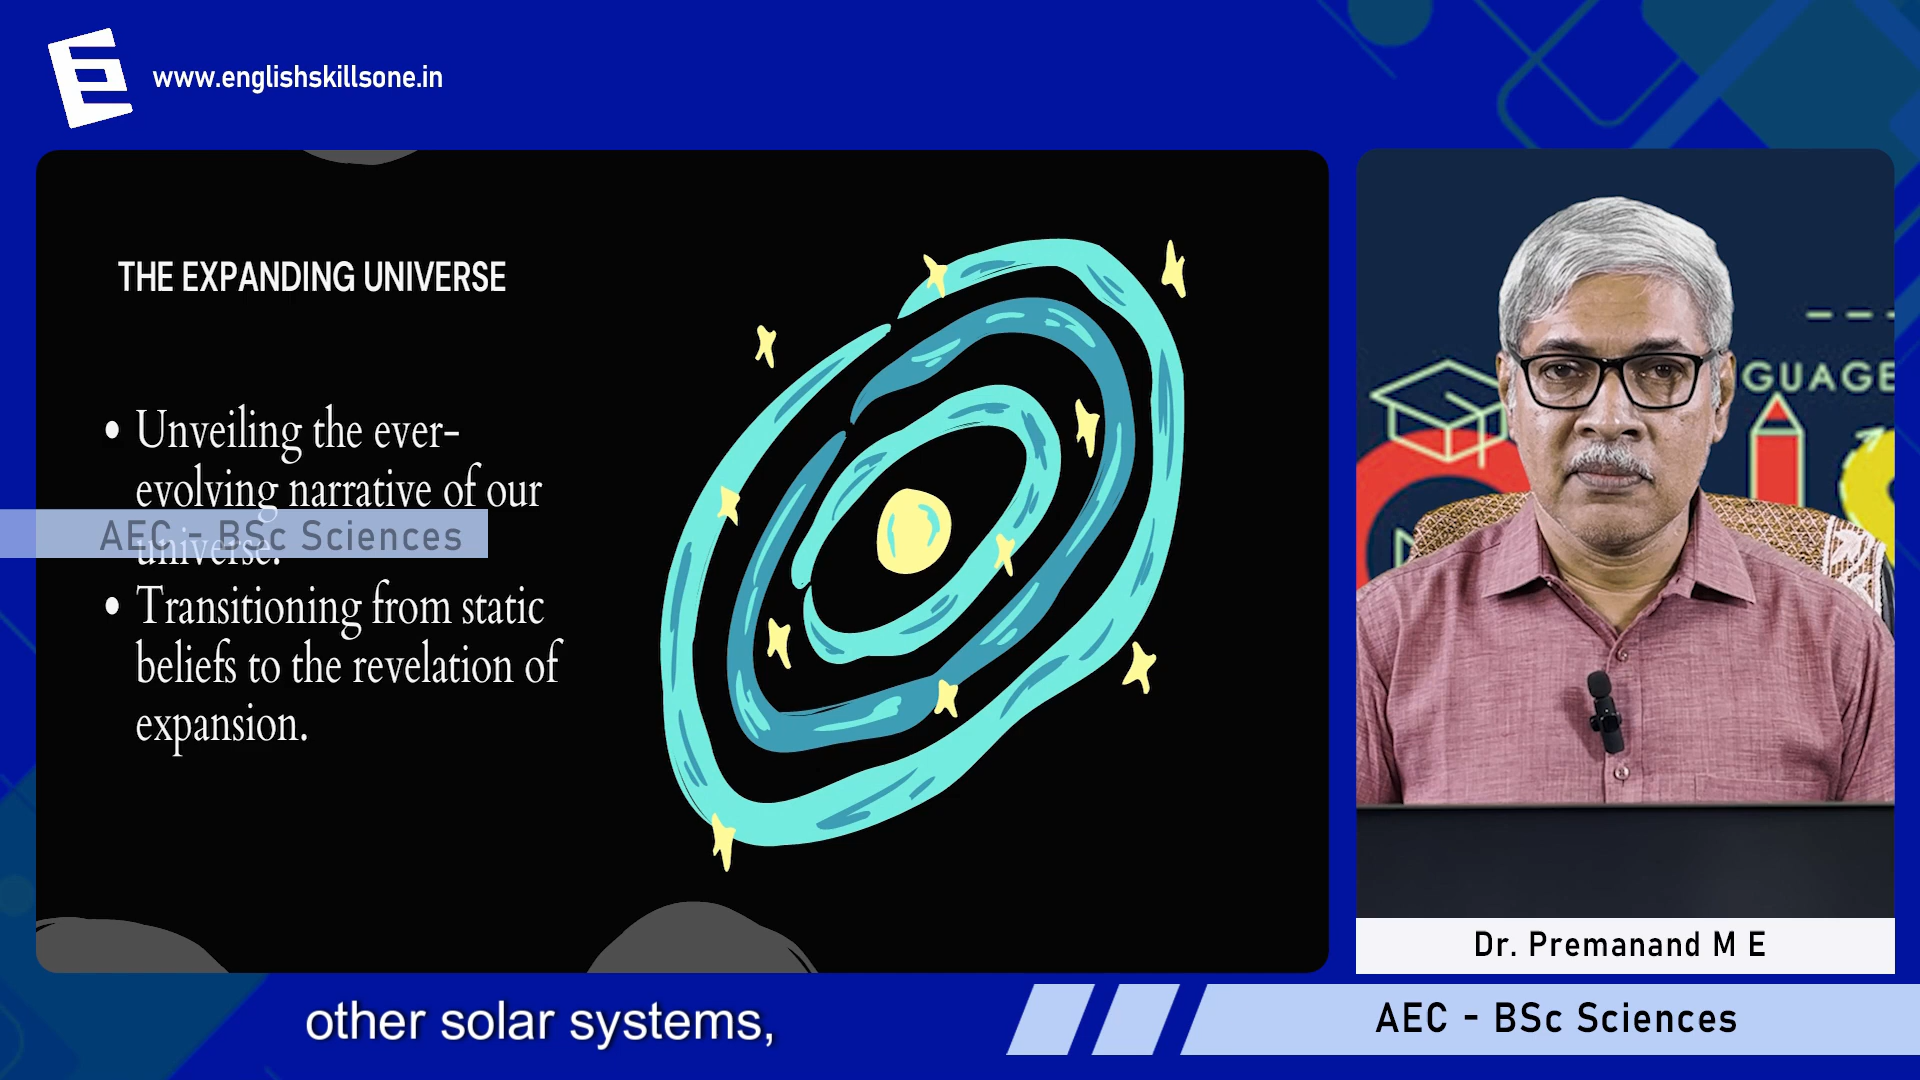 www.englishskillsone.in
THE EXPANDING UNIVERSE
• Unveiling the ever-
evolving narrative of our
universe.
AEC - BSc Sciences
• Transitioning from static
beliefs to the revelation of
expansion.
GUAGE
Dr. Premanand M E
other solar systems,
AEC - BSc Sciences